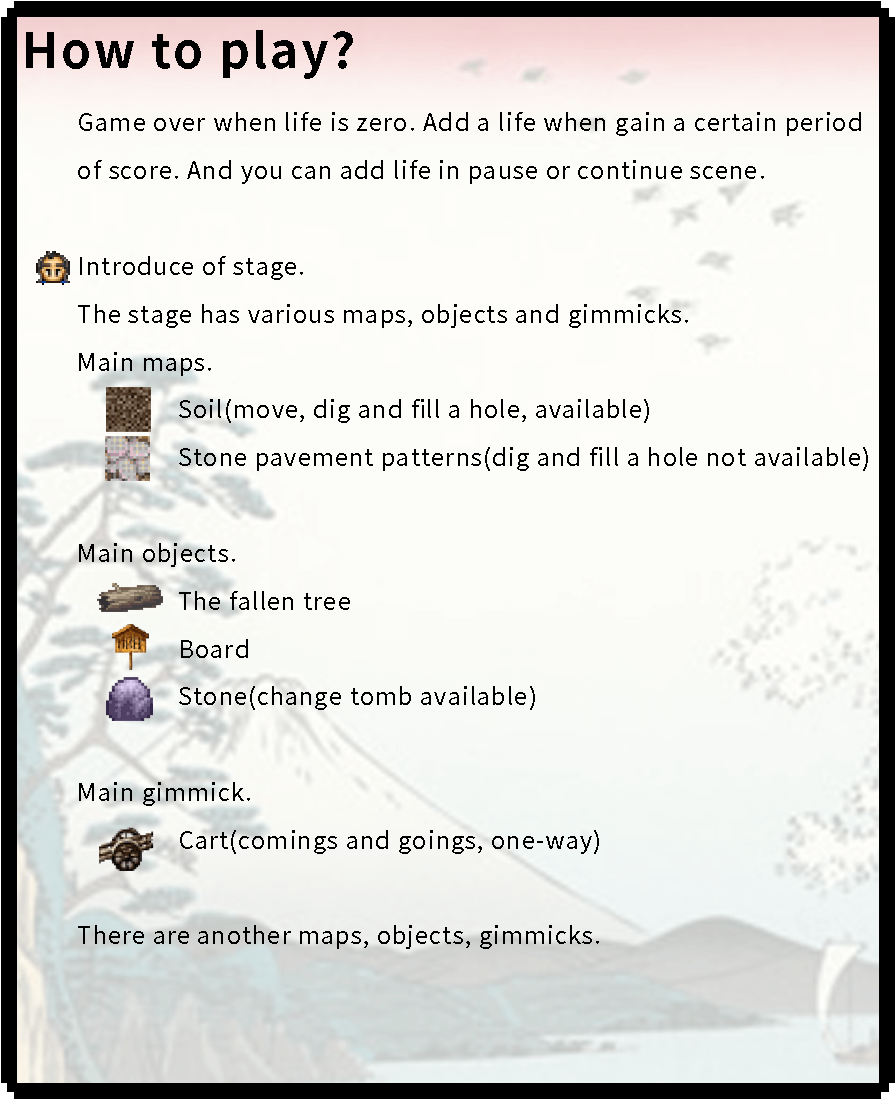 How to play?
Game over when life is zero. Add a life when gain a certain period
of score. And you can add life in pause or continue scene.
Introduce of stage.
The stage has various maps, objects and gimmicks.
Main maps.
Soil(move, dig and fill a hole, available)
Stone pavement patterns(dig and fill a hole not available)
Main objects.
The fallen tree
Board
Stone(change tomb available)
Main gimmick.
Cart(comings and goings, one-way)
There are another maps, objects, gimmicks.